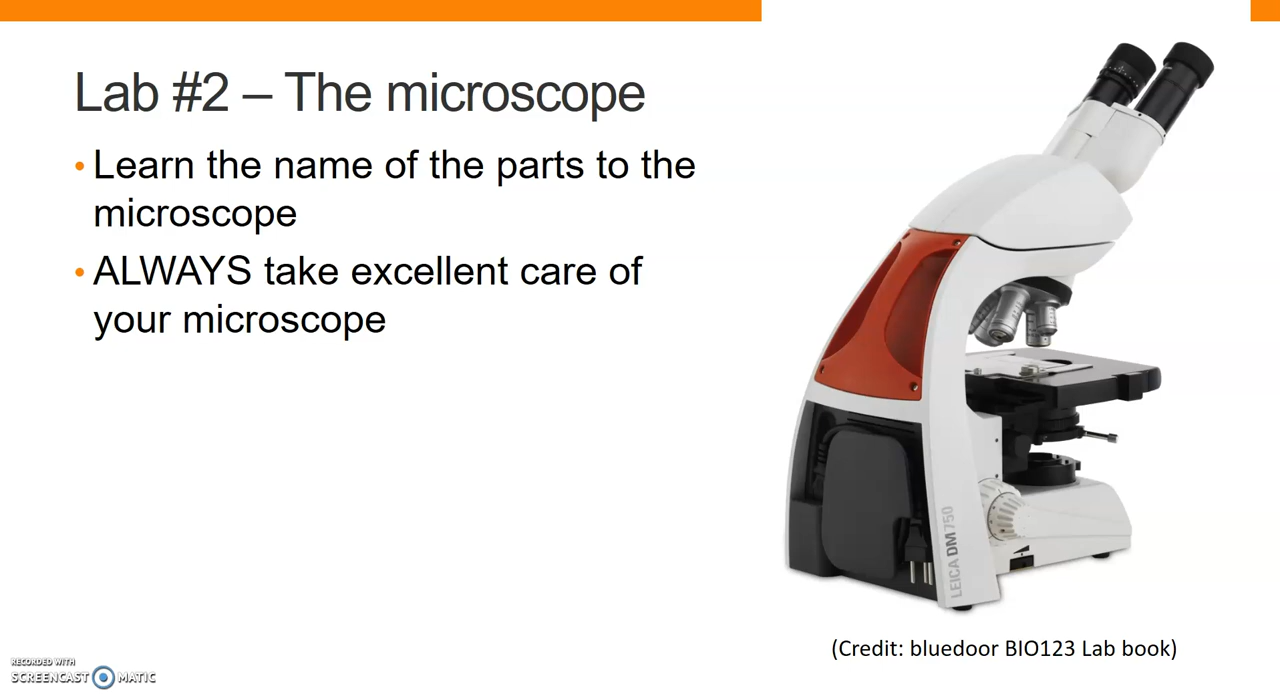 Lab #2 – The microscope
• Learn the name of the parts to the
microscope
• ALWAYS take excellent care of
your microscope
LEICA DM750
(Credit: bluedoor BIO123 Lab book)
RECORDED WITH
SCREENCAST MATIC